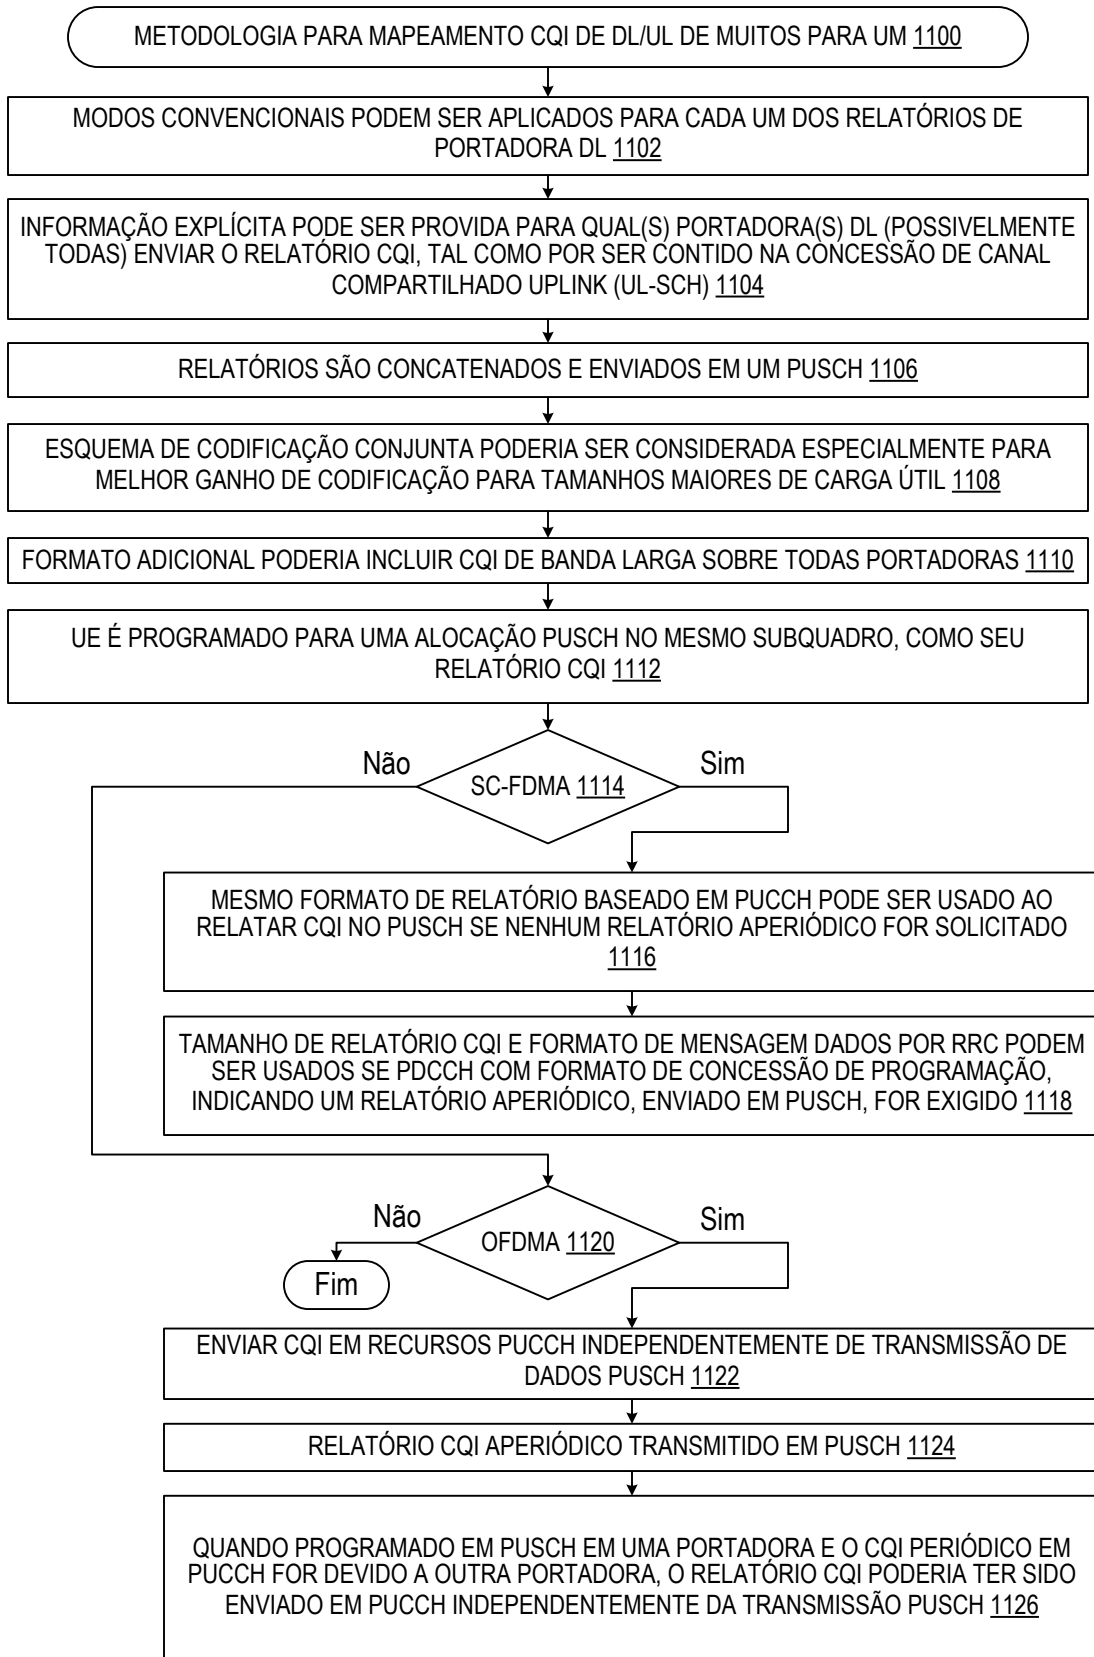 METODOLOGIA PARA MAPEAMENTO CQI DE DL/UL DE MUITOS PARA UM 1100
MODOS CONVENCIONAIS PODEM SER APLICADOS PARA CADA UM DOS RELATÓRIOS DE
PORTADORA DL 1102
INFORMAÇÃO EXPLÍCITA PODE SER PROVIDA PARA QUAL(S) PORTADORA(S) DL (POSSIVELMENTE
TODAS) ENVIAR O RELATÓRIO CQI, TAL COMO POR SER CONTIDO NA CONCESSÃO DE CANAL
COMPARTILHADO UPLINK (UL-SCH) 1104
RELATÓRIOS SÃO CONCATENADOS E ENVIADOS EM UM PUSCH 1106
ESQUEMA DE CODIFICAÇÃO CONJUNTA PODERIA SER CONSIDERADA ESPECIALMENTE PARA
MELHOR GANHO DE CODIFICAÇÃO PARA TAMANHOS MAIORES DE CARGA ÚTIL 1108
FORMATO ADICIONAL PODERIA INCLUIR CQI DE BANDA LARGA SOBRE TODAS PORTADORAS 1110
UE É PROGRAMADO PARA UMA ALOCAÇÃO PUSCH NO MESMO SUBQUADRO, COMO SEU
RELATÓRIO CQI 1112
Não
Sim
SC-FDMA 1114
MESMO FORMATO DE RELATÓRIO BASEADO EM PUCCH PODE SER USADO AO
RELATAR CQI NO PUSCH SE NENHUM RELATÓRIO APERIÓDICO FOR SOLICITADO
1116
TAMANHO DE RELATÓRIO CQI E FORMATO DE MENSAGEM DADOS POR RRC PODEM
SER USADOS SE PDCCH COM FORMATO DE CONCESSÃO DE PROGRAMAÇÃO,
INDICANDO UM RELATÓRIO APERIÓDICO, ENVIADO EM PUSCH, FOR EXIGIDO 1118
Não
Sim
OFDMA 1120
Fim
ENVIAR CQI EM RECURSOS PUCCH INDEPENDENTEMENTE DE TRANSMISSÃO DE
DADOS PUSCH 1122
RELATÓRIO CQI APERIÓDICO TRANSMITIDO EM PUSCH 1124
QUANDO PROGRAMADO EM PUSCH EM UMA PORTADORA E O CQI PERIÓDICO EM
PUCCH FOR DEVIDO A OUTRA PORTADORA, O RELATÓRIO CQI PODERIA TER SIDO
ENVIADO EM PUCCH INDEPENDENTEMENTE DA TRANSMISSÃO PUSCH 1126